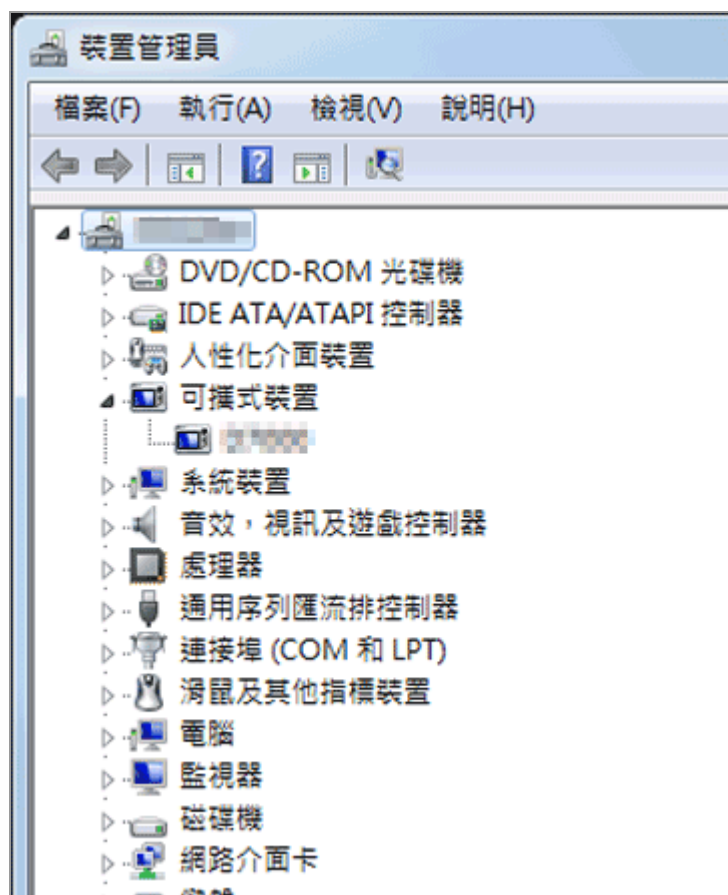 裝置管理員
檔案(F) 執行(A) 檢視(V) 說明(H)
DVD/CD-ROM 光碟機
IDE ATA/ATAPI 控制器
人性化介面裝置
可攜式裝置
系統裝置
音效，視訊及遊戲控制器
處理器
通用序列匯流排控制器
連接埠 (COM 和 LPT)
滑鼠及其他指標裝置
電腦
監視器
磁碟機
網路介面卡